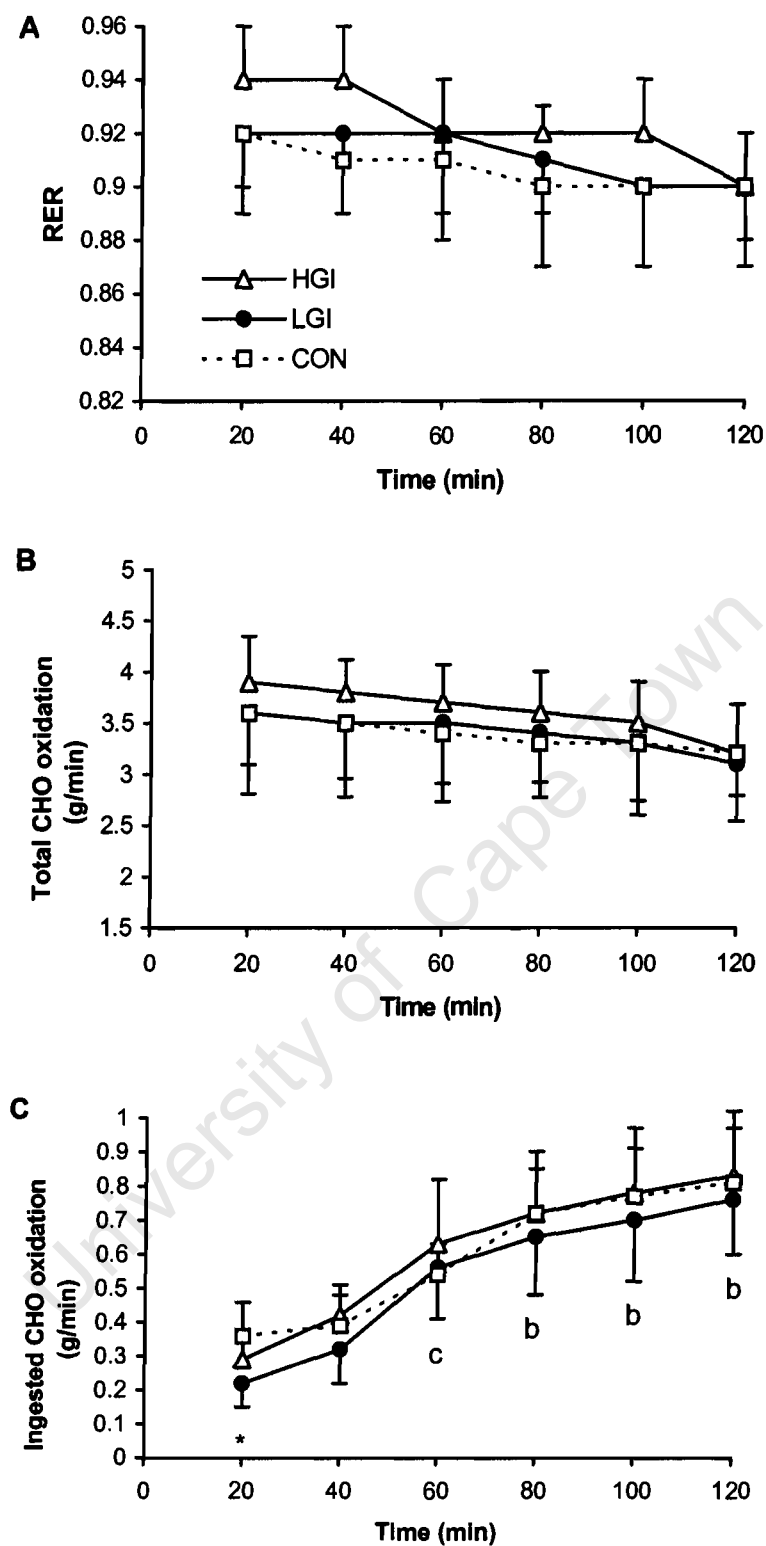 A
0.96
0.94
0.92
0.9
0.88
0.86
0.84
0.82
RER
HGI
LGI
CON
0 20 40 60 80 100 120
Time (min)
B
5
4.5
4
3.5
3
2.5
2
1.5
Total CHO oxidation
(g/min)
0 20 40 60 80 100 120
Time (min)
C
1
0.9
0.8
0.7
0.6
0.5
0.4
0.3
0.2
0.1
0
Ingested CHO oxidation
(g/min)
* c b b b
0 20 40 60 80 100 120
Time (min)
University of Cape Town